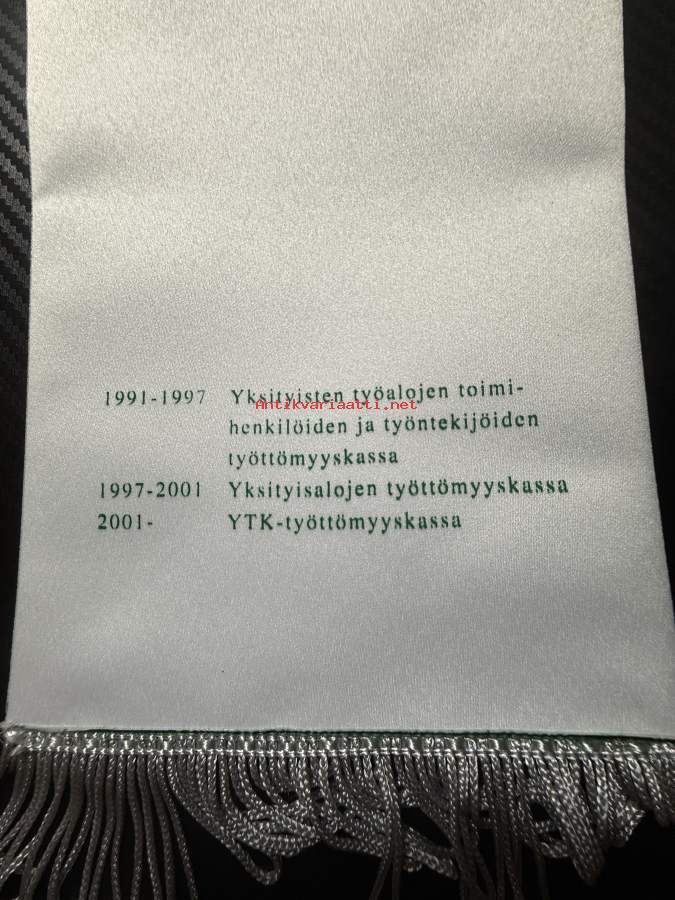 1991-1997 Yksityisten työalojen toimi-
Antikvariaatti.net
henkilöiden ja työntekijöiden
työttömyyskassa
1997-2001 Yksityisalojen työttömyyskassa
2001- YTK-työttömyyskassa